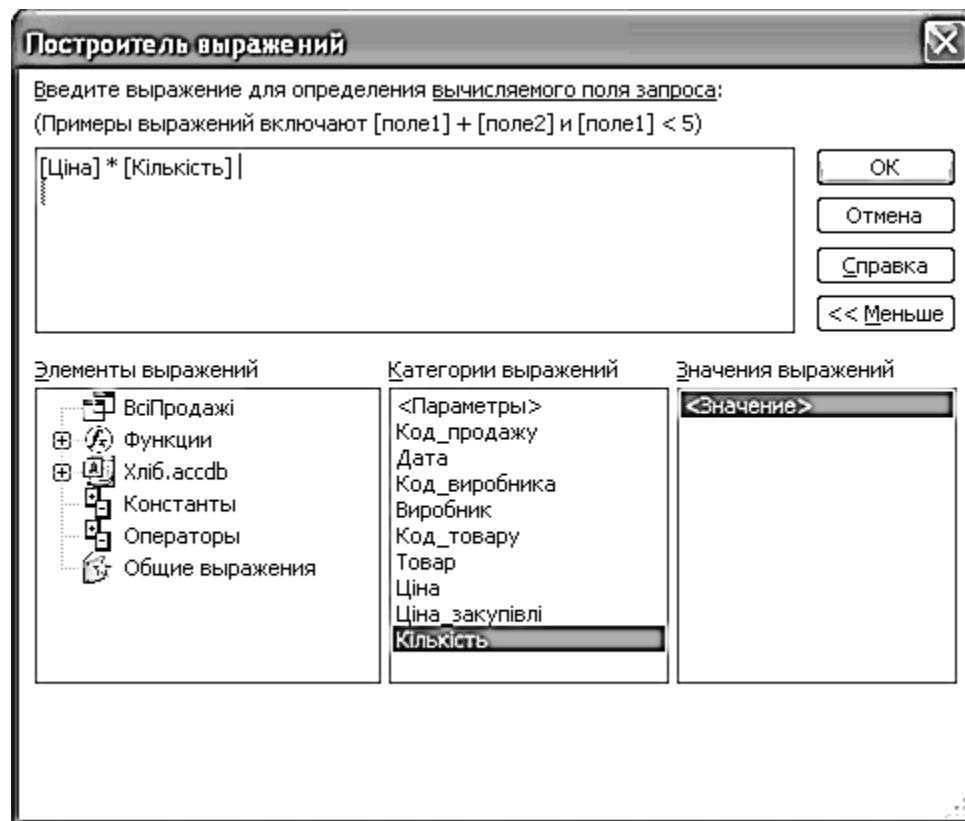 Построитель выражений
Введите выражение для определения вычисляемого поля запроса:
(Примеры выражений включают [поле1] + [поле2] и [поле1] < 5)
[Ціна] * [Кількість]
ОК
Отмена
Справка
<< Меньше
Элементы выражений
ВсіПродажі
Функции
Хліб.accdb
Константы
Операторы
Общие выражения
Категории выражений
<Параметры>
Код_продажу
Дата
Код_виробника
Виробник
Код_товару
Товар
Ціна
Ціна_закупівлі
Кількість
Значения выражений
<Значение>